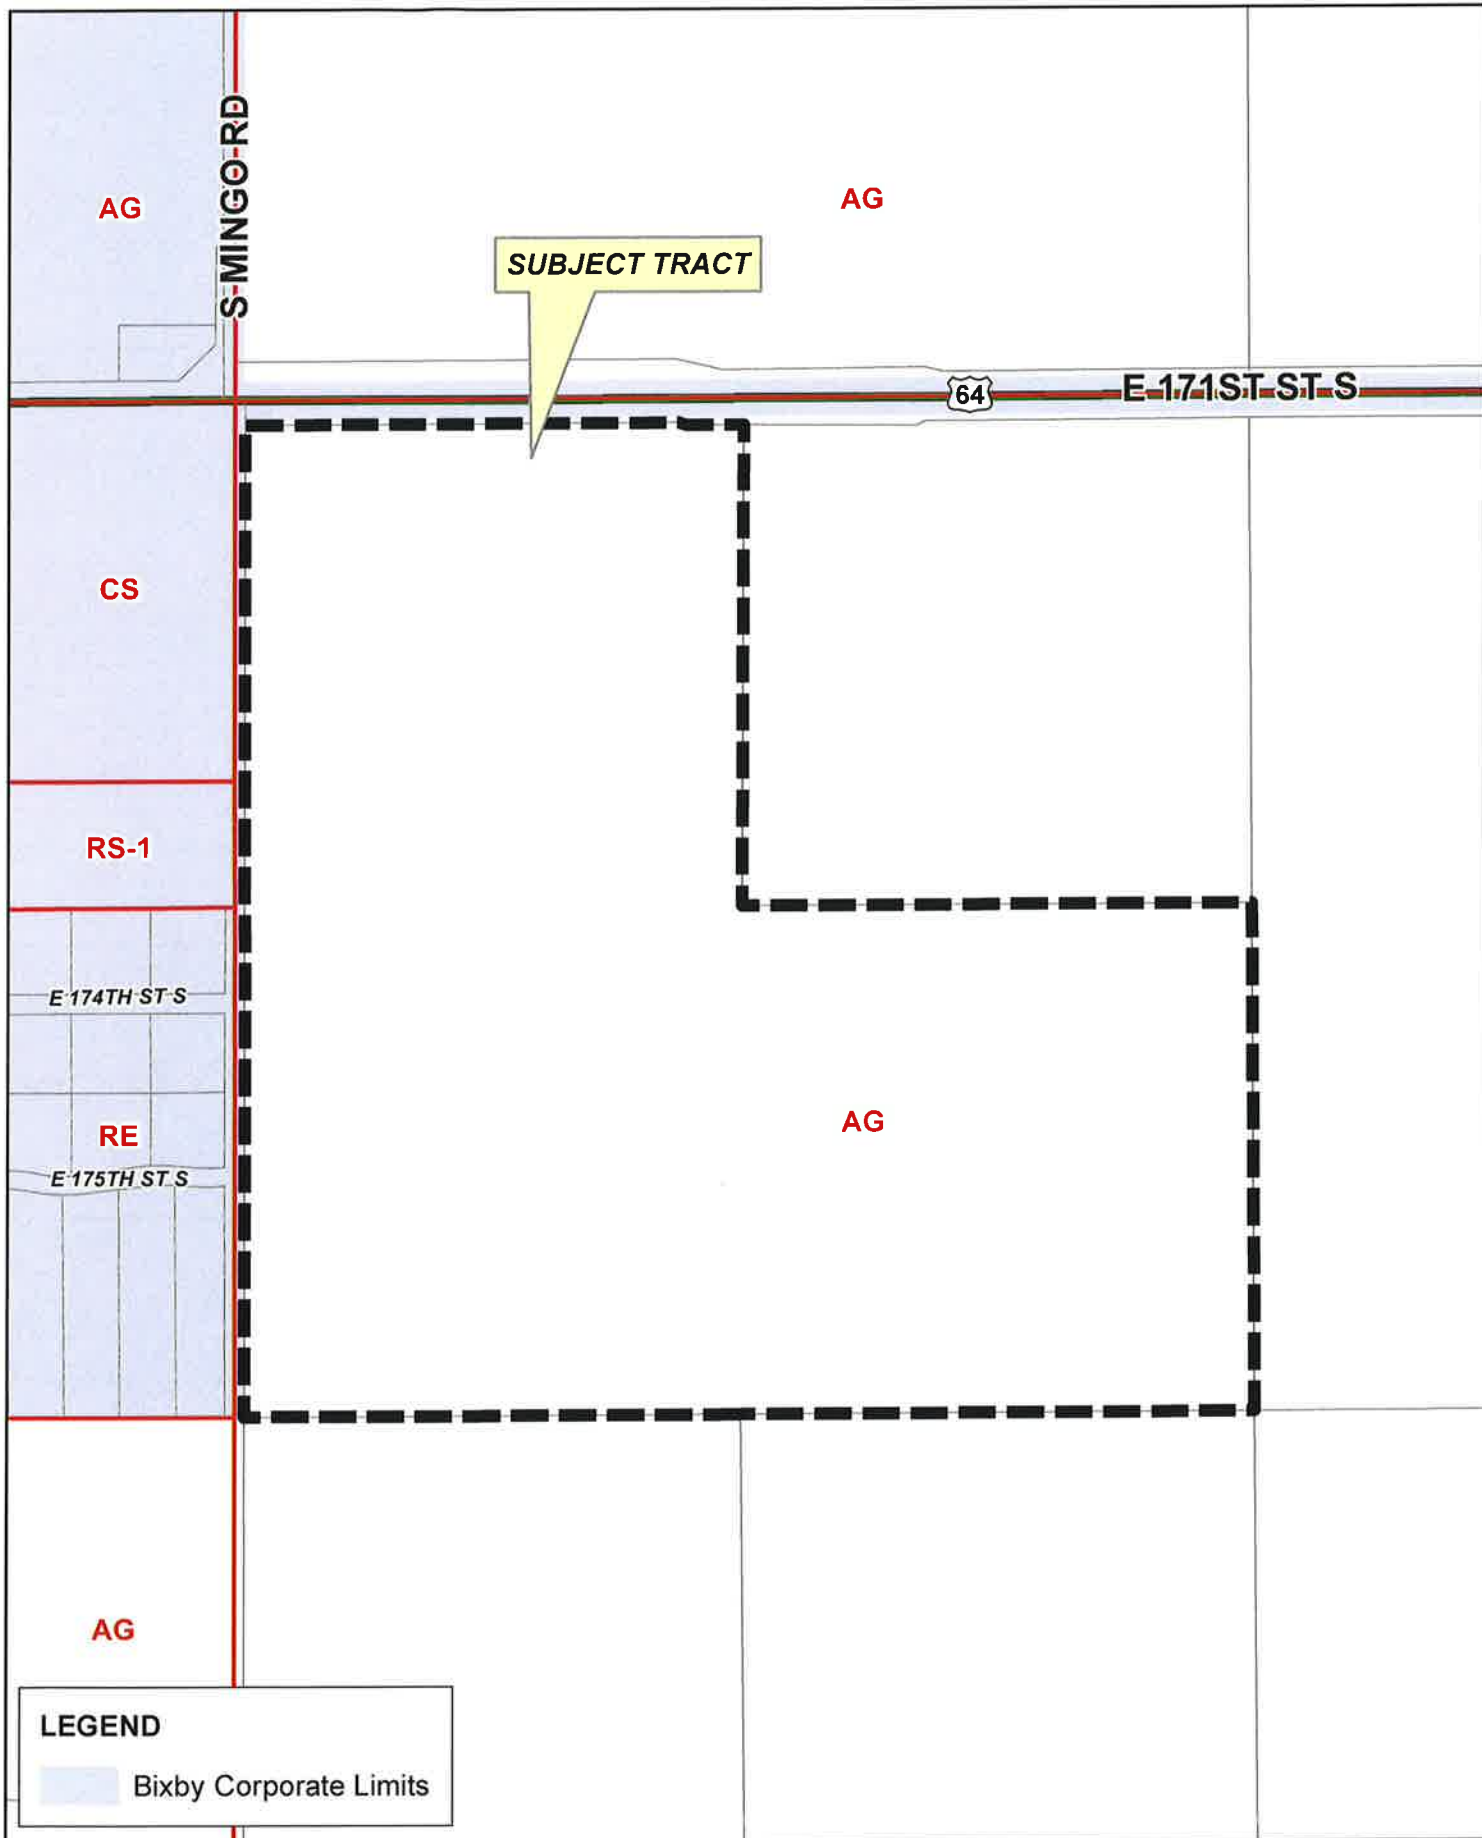 S MINGO RD
AG
AG
SUBJECT TRACT
64
E 171ST ST S
CS
RS-1
E 174TH ST S
AG
RE
E 175TH ST S
AG
LEGEND
Bixby Corporate Limits